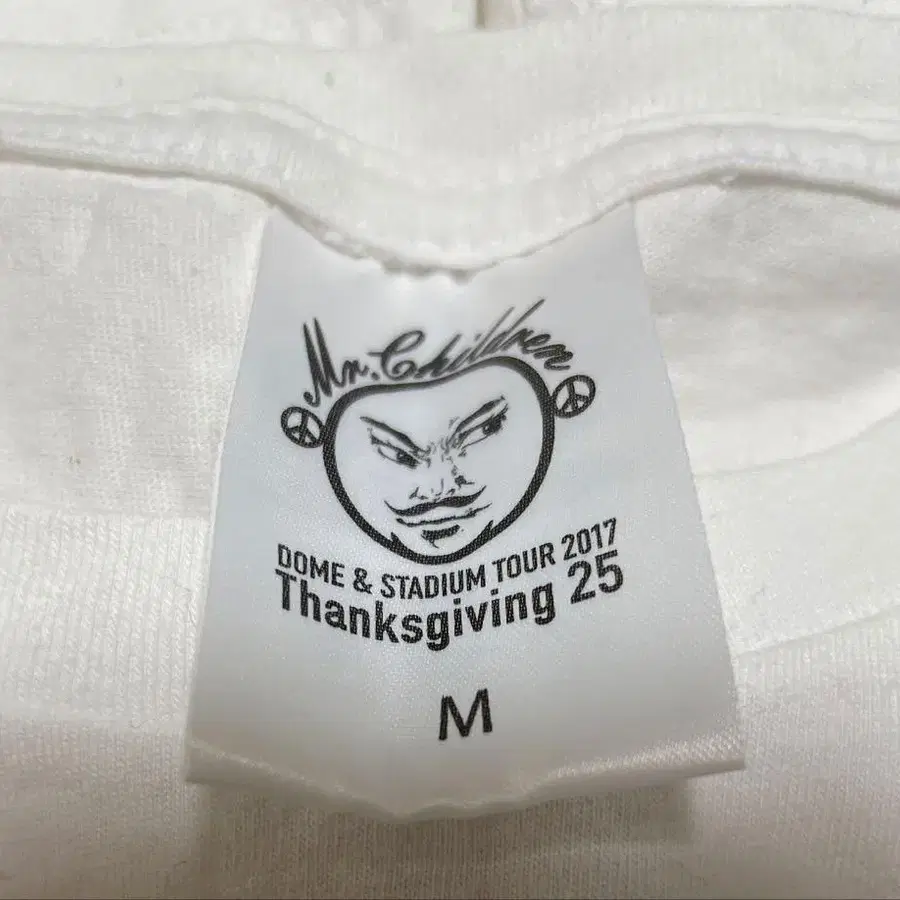 Mr.Children
DOME & STADIUM TOUR 2017
Thanksgiving 25
M